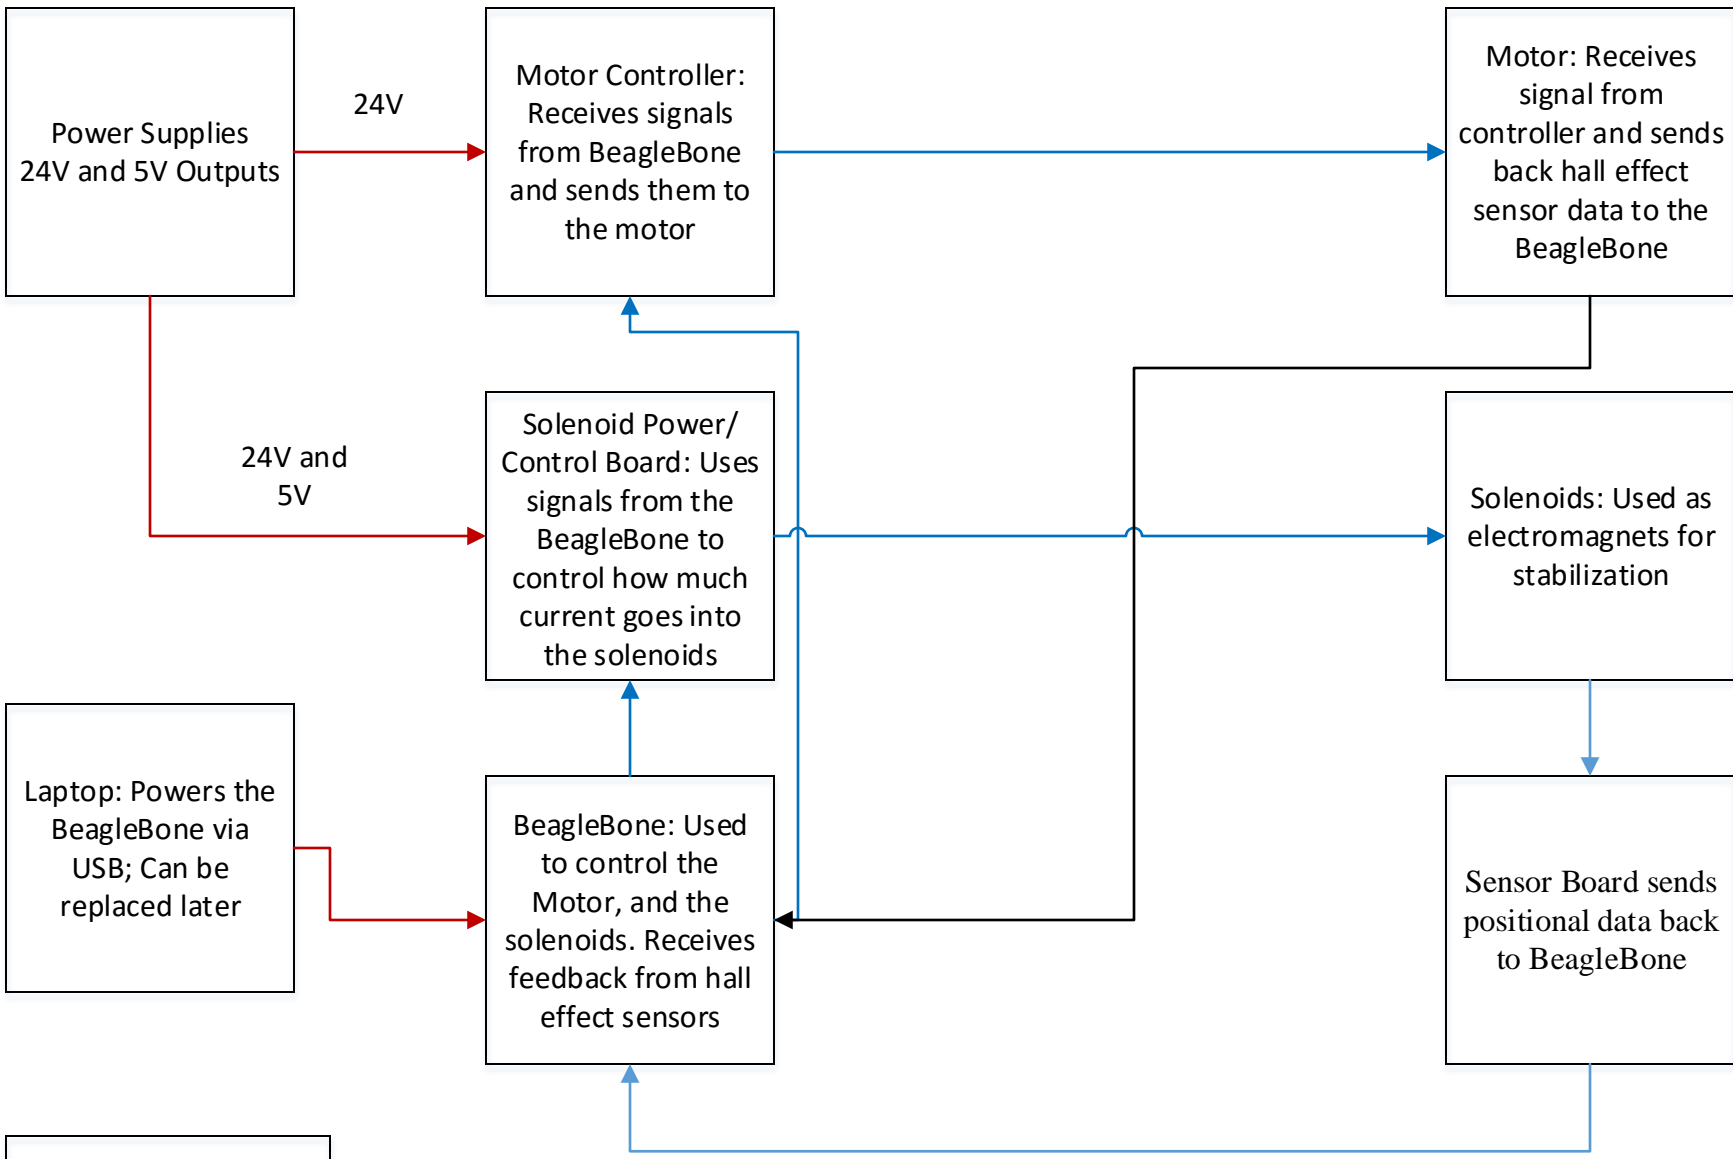 Power Supplies
24V and 5V Outputs
24V
Motor Controller:
Receives signals
from BeagleBone
and sends them to
the motor
Motor: Receives
signal from
controller and sends
back hall effect
sensor data to the
BeagleBone
24V and
5V
Solenoid Power/
Control Board: Uses
signals from the
BeagleBone to
control how much
current goes into
the solenoids
Solenoids: Used as
electromagnets for
stabilization
Laptop: Powers the
BeagleBone via
USB; Can be
replaced later
BeagleBone: Used
to control the
Motor, and the
solenoids. Receives
feedback from hall
effect sensors
Sensor Board sends
positional data back
to BeagleBone